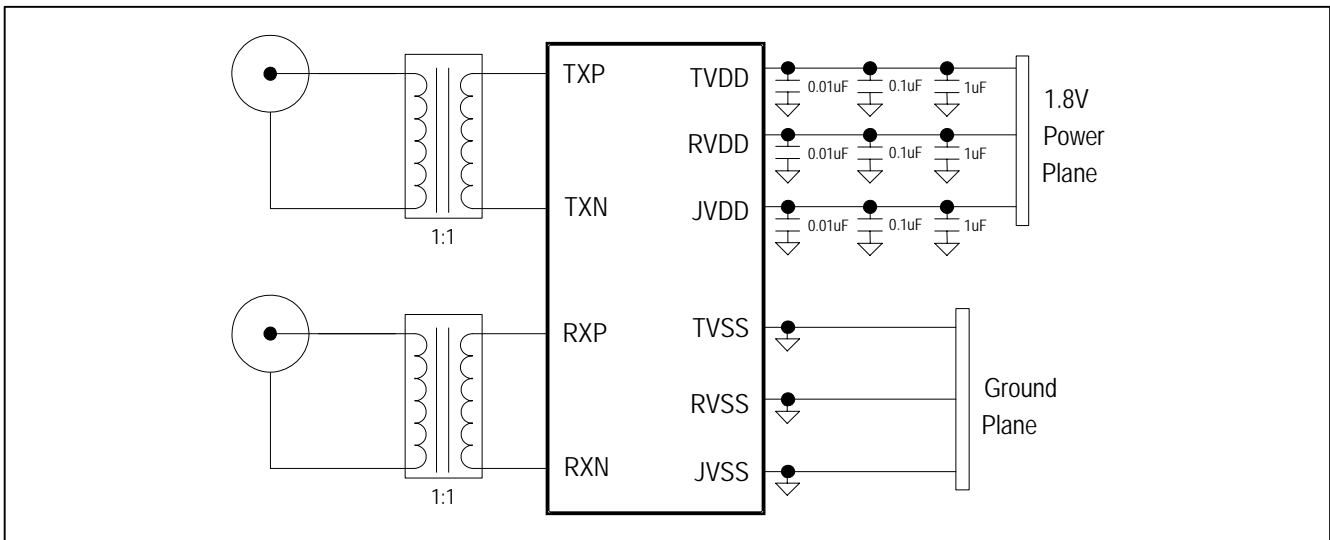 TXP
TXN
1:1
RXP
RXN
1:1
TVDD
0.01uF 0.1uF 1uF
RVDD
0.01uF 0.1uF 1uF
JVDD
0.01uF 0.1uF 1uF
1.8V
Power
Plane
TVSS
RVSS
JVSS
Ground
Plane